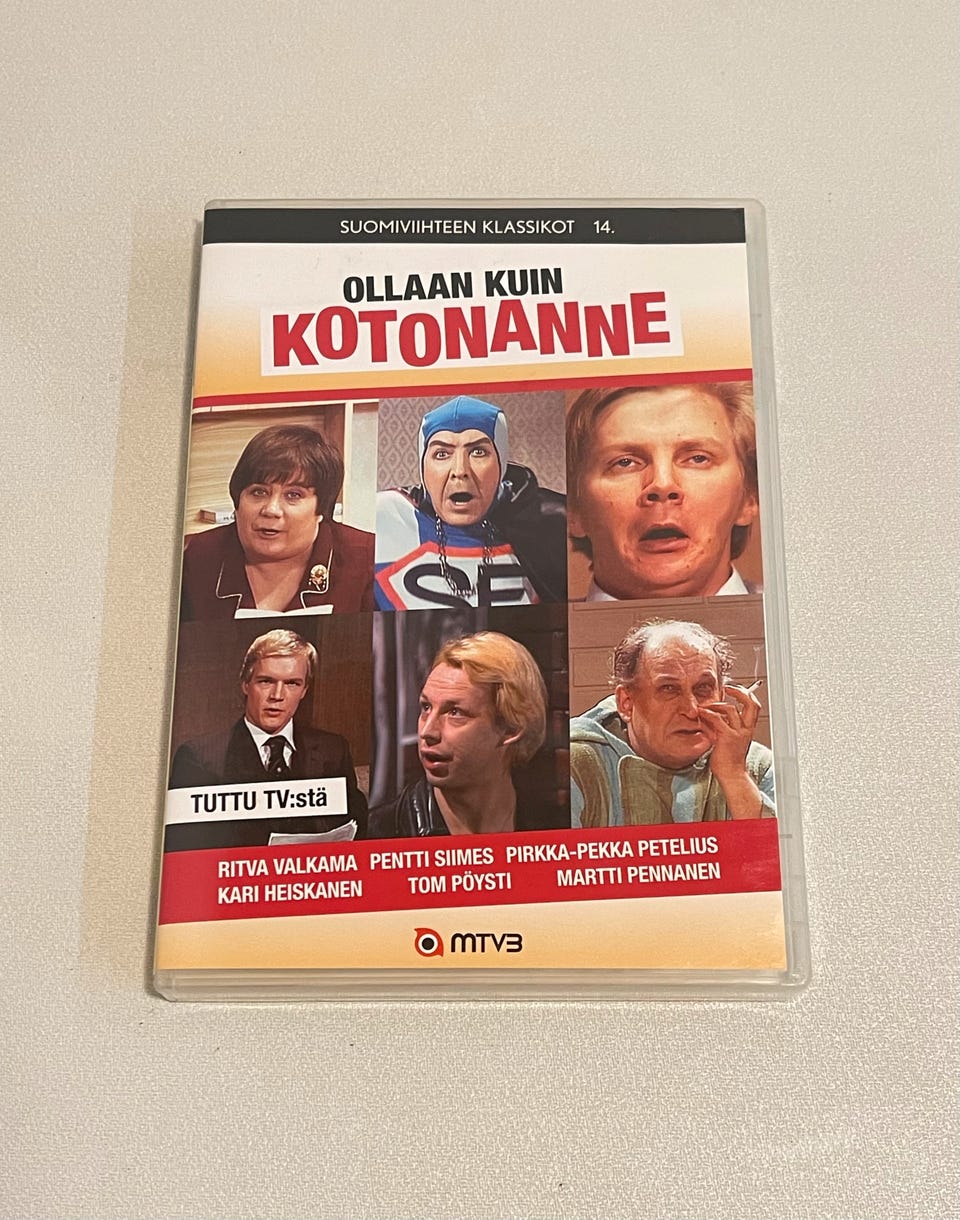 SUOMIVIIHTEEN KLASSIKOT 14.
OLLAAN KUIN
KOTONANNE
SF
TUTTU TV:stä
RITVA VALKAMA PENTTI SIIMES PIRKKA-PEKKA PETELIUS
KARI HEISKANEN TOM PÖYSTI MARTTI PENNANEN
MTV3